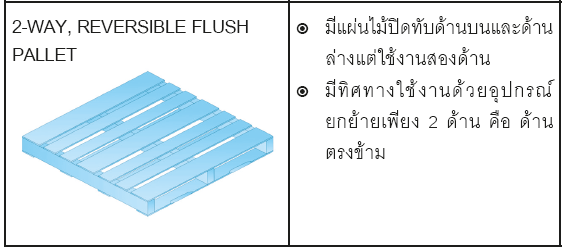 2-WAY, REVERSIBLE FLUSH
PALLET
๏ มีแผ่นไม้ปิดทับด้านบนและด้าน
ล่างแต่ใช้งานสองด้าน
๏ มีทิศทางใช้งานด้วยอุปกรณ์
ยกย้ายเพียง 2 ด้าน คือ ด้าน
ตรงข้าม